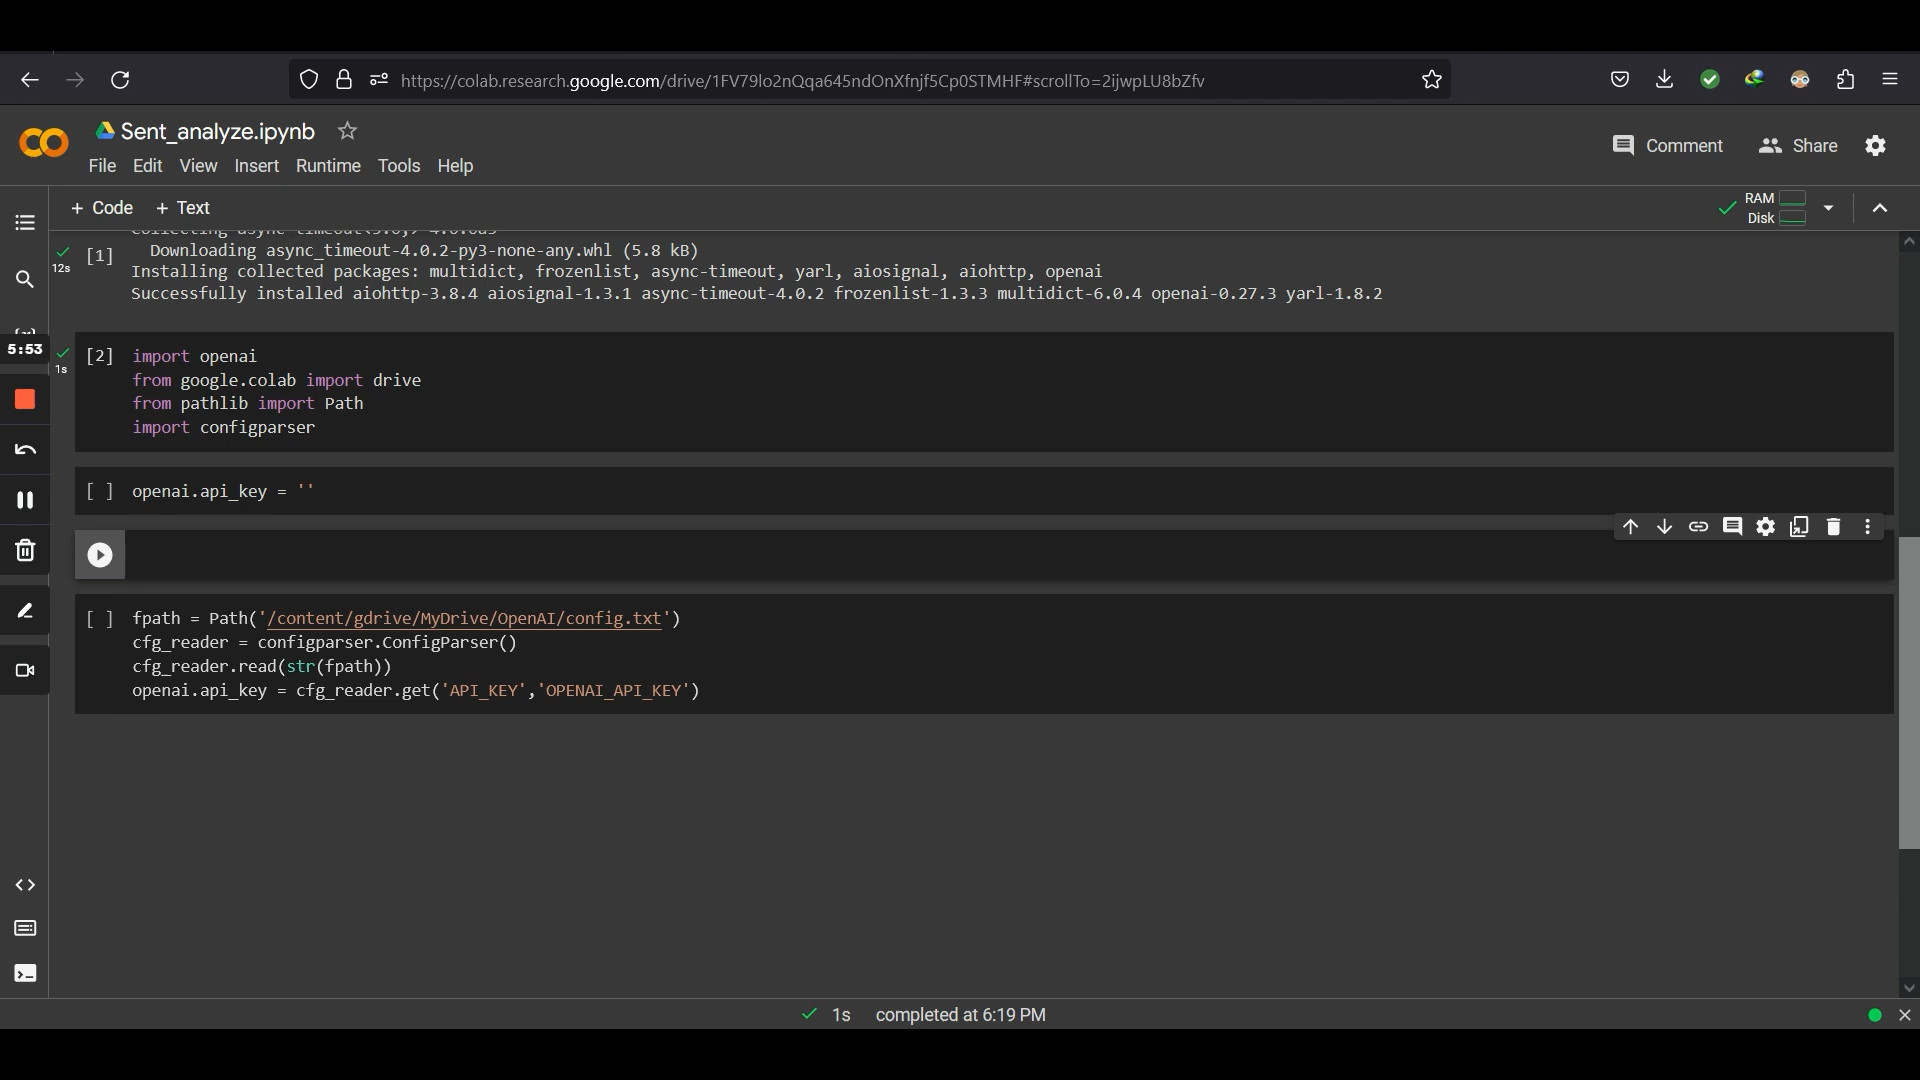 https://colab.research.google.com/drive/1FV79lo2nQqa645ndOnXfnjf5Cp0STMHF#scrollTo=2ijwpLU8bZfv
Sent_analyze.ipynb
Comment
Share
File Edit View Insert Runtime Tools Help
+ Code + Text
RAM
Disk
[1]
12s
Downloading async_timeout-4.0.2-py3-none-any.whl (5.8 kB)
Installing collected packages: multidict, frozenlist, async-timeout, yarl, aiosignal, aiohttp, openai
Successfully installed aiohttp-3.8.4 aiosignal-1.3.1 async-timeout-4.0.2 frozenlist-1.3.3 multidict-6.0.4 openai-0.27.3 yarl-1.8.2
5:53
1s
[2] import openai
from google.colab import drive
from pathlib import Path
import configparser
[ ] openai.api_key = ''
[ ] fpath = Path('/content/gdrive/MyDrive/OpenAI/config.txt')
cfg_reader = configparser.ConfigParser()
cfg_reader.read(str(fpath))
openai.api_key = cfg_reader.get('API_KEY','OPENAI_API_KEY')
1s completed at 6:19 PM